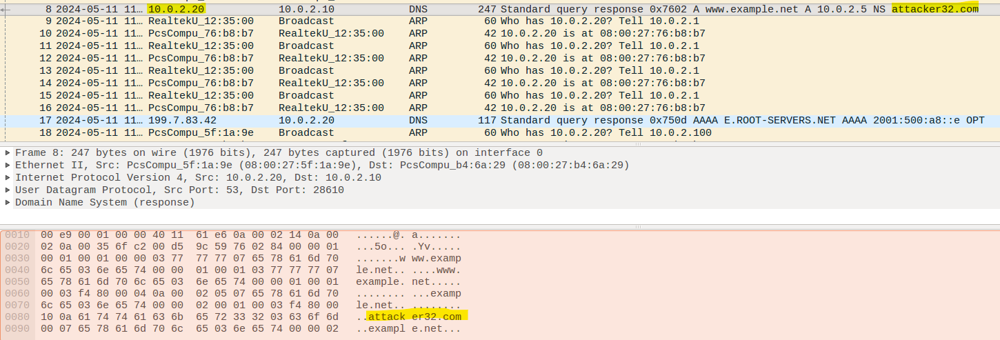 8 2024-05-11 11… 10.0.2.20 10.0.2.10 DNS 247 Standard query response 0x7602 A www.example.net A 10.0.2.5 NS attacker32.com
9 2024-05-11 11… RealtekU_12:35:00 Broadcast ARP 60 Who has 10.0.2.20? Tell 10.0.2.1
10 2024-05-11 11… PcsCompu_76:b8:b7 RealtekU_12:35:00 ARP 42 10.0.2.20 is at 08:00:27:76:b8:b7
11 2024-05-11 11… RealtekU_12:35:00 Broadcast ARP 60 Who has 10.0.2.20? Tell 10.0.2.1
12 2024-05-11 11… PcsCompu_76:b8:b7 RealtekU_12:35:00 ARP 42 10.0.2.20 is at 08:00:27:76:b8:b7
13 2024-05-11 11… RealtekU_12:35:00 Broadcast ARP 60 Who has 10.0.2.20? Tell 10.0.2.1
14 2024-05-11 11… PcsCompu_76:b8:b7 RealtekU_12:35:00 ARP 42 10.0.2.20 is at 08:00:27:76:b8:b7
15 2024-05-11 11… RealtekU_12:35:00 Broadcast ARP 60 Who has 10.0.2.20? Tell 10.0.2.1
16 2024-05-11 11… PcsCompu_76:b8:b7 RealtekU_12:35:00 ARP 42 10.0.2.20 is at 08:00:27:76:b8:b7
17 2024-05-11 11… 199.7.83.42 10.0.2.20 DNS 117 Standard query response 0x750d AAAA E.ROOT-SERVERS.NET AAAA 2001:500:a8::e OPT
18 2024-05-11 11… PcsCompu_5f:1a:9e Broadcast ARP 60 Who has 10.0.2.20? Tell 10.0.2.100
Frame 8: 247 bytes on wire (1976 bits), 247 bytes captured (1976 bits) on interface 0
Ethernet II, Src: PcsCompu_5f:1a:9e (08:00:27:5f:1a:9e), Dst: PcsCompu_b4:6a:29 (08:00:27:b4:6a:29)
Internet Protocol Version 4, Src: 10.0.2.20, Dst: 10.0.2.10
User Datagram Protocol, Src Port: 53, Dst Port: 28610
Domain Name System (response)
0010 00 e9 00 01 00 00 40 11 61 e6 0a 00 02 14 0a 00 ......@. a.......
0020 02 0a 00 35 6f c2 00 d5 9c 59 76 02 84 00 00 01 ...5o... .Yv.....
0030 00 01 00 01 00 00 03 77 77 77 07 65 78 61 6d 70 .......w ww.examp
0040 6c 65 03 6e 65 74 00 00 01 00 01 03 77 77 77 07 le.net.. ....www.
0050 65 78 61 6d 70 6c 65 03 6e 65 74 00 00 01 00 01 example. net.....
0060 00 03 f4 80 00 04 0a 00 02 05 07 65 78 61 6d 70 ........ ...examp
0070 6c 65 03 6e 65 74 00 00 02 00 01 00 03 f4 80 00 le.net.. ........
0080 10 0a 61 74 74 61 63 6b 65 72 33 32 03 63 6f 6d ..attack er32.com
0090 00 07 65 78 61 6d 70 6c 65 03 6e 65 74 00 00 02 ..exampl e.net...